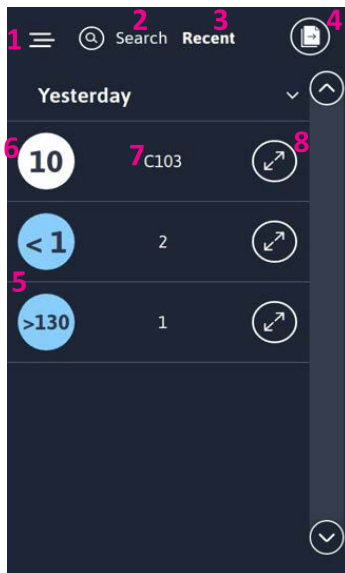 1 2 Search 3 Recent 4
Yesterday
6 10 7 C103 8
< 1 2
5
>130 1